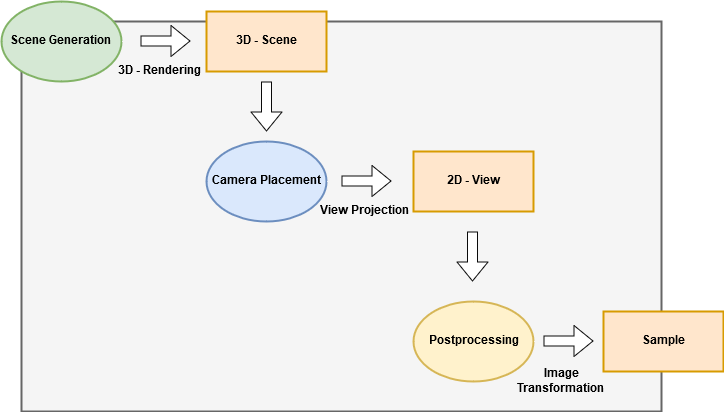 Scene Generation
3D - Rendering
3D - Scene
Camera Placement
View Projection
2D - View
Postprocessing
Image
Transformation
Sample